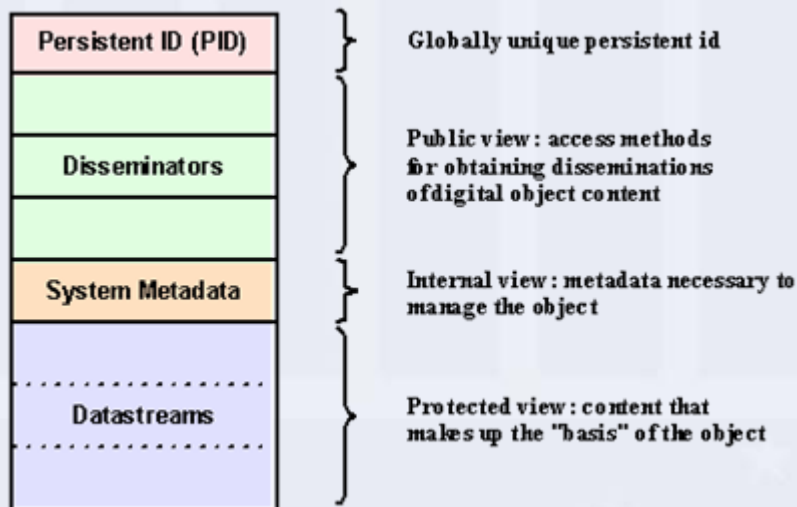 Persistent ID (PID)
Globally unique persistent id
Disseminators
Public view : access methods
for obtaining disseminations
of digital object content
System Metadata
Internal view : metadata necessary to
manage the object
Datastreams
Protected view : content that
makes up the "basis" of the object